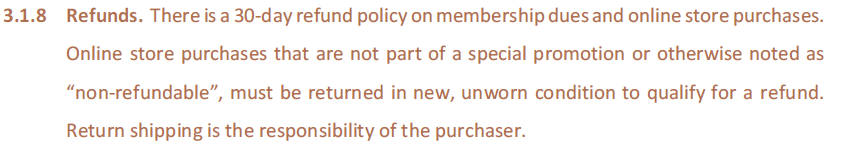 3.1.8 Refunds. There is a 30-day refund policy on membership dues and online store purchases.
Online store purchases that are not part of a special promotion or otherwise noted as
“non-refundable”, must be returned in new, unworn condition to qualify for a refund.
Return shipping is the responsibility of the purchaser.